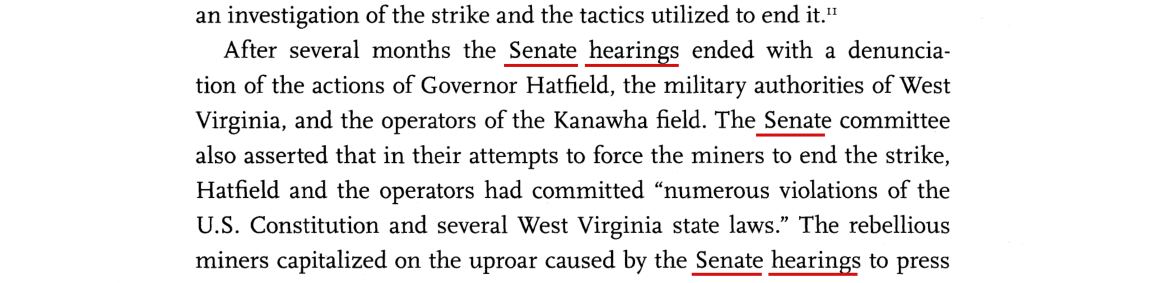 an investigation of the strike and the tactics utilized to end it.¹¹
After several months the Senate hearings ended with a denuncia-
tion of the actions of Governor Hatfield, the military authorities of West
Virginia, and the operators of the Kanawha field. The Senate committee
also asserted that in their attempts to force the miners to end the strike,
Hatfield and the operators had committed “numerous violations of the
U.S. Constitution and several West Virginia state laws.” The rebellious
miners capitalized on the uproar caused by the Senate hearings to press